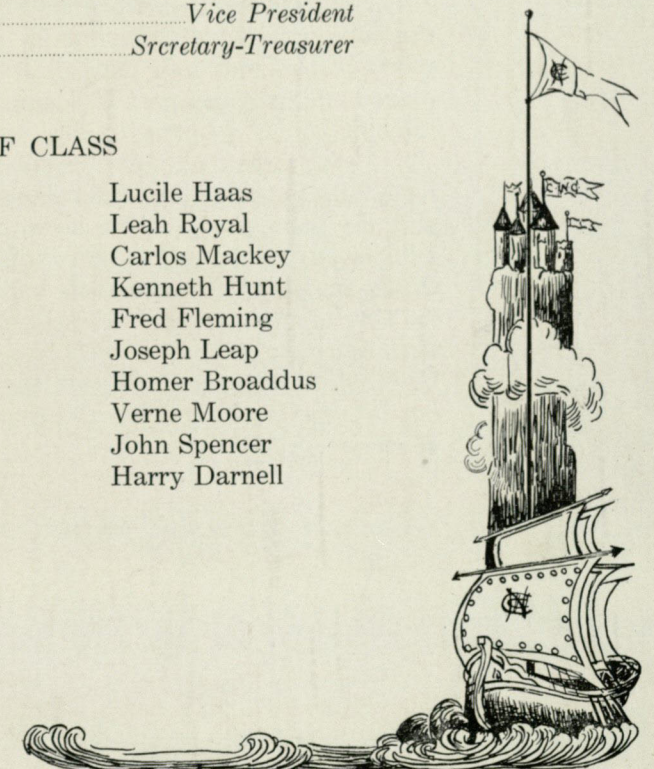 Vice President
Srcretary-Treasurer
F CLASS
Lucile Haas
Leah Royal
Carlos Mackey
Kenneth Hunt
Fred Fleming
Joseph Leap
Homer Broaddus
Verne Moore
John Spencer
Harry Darnell